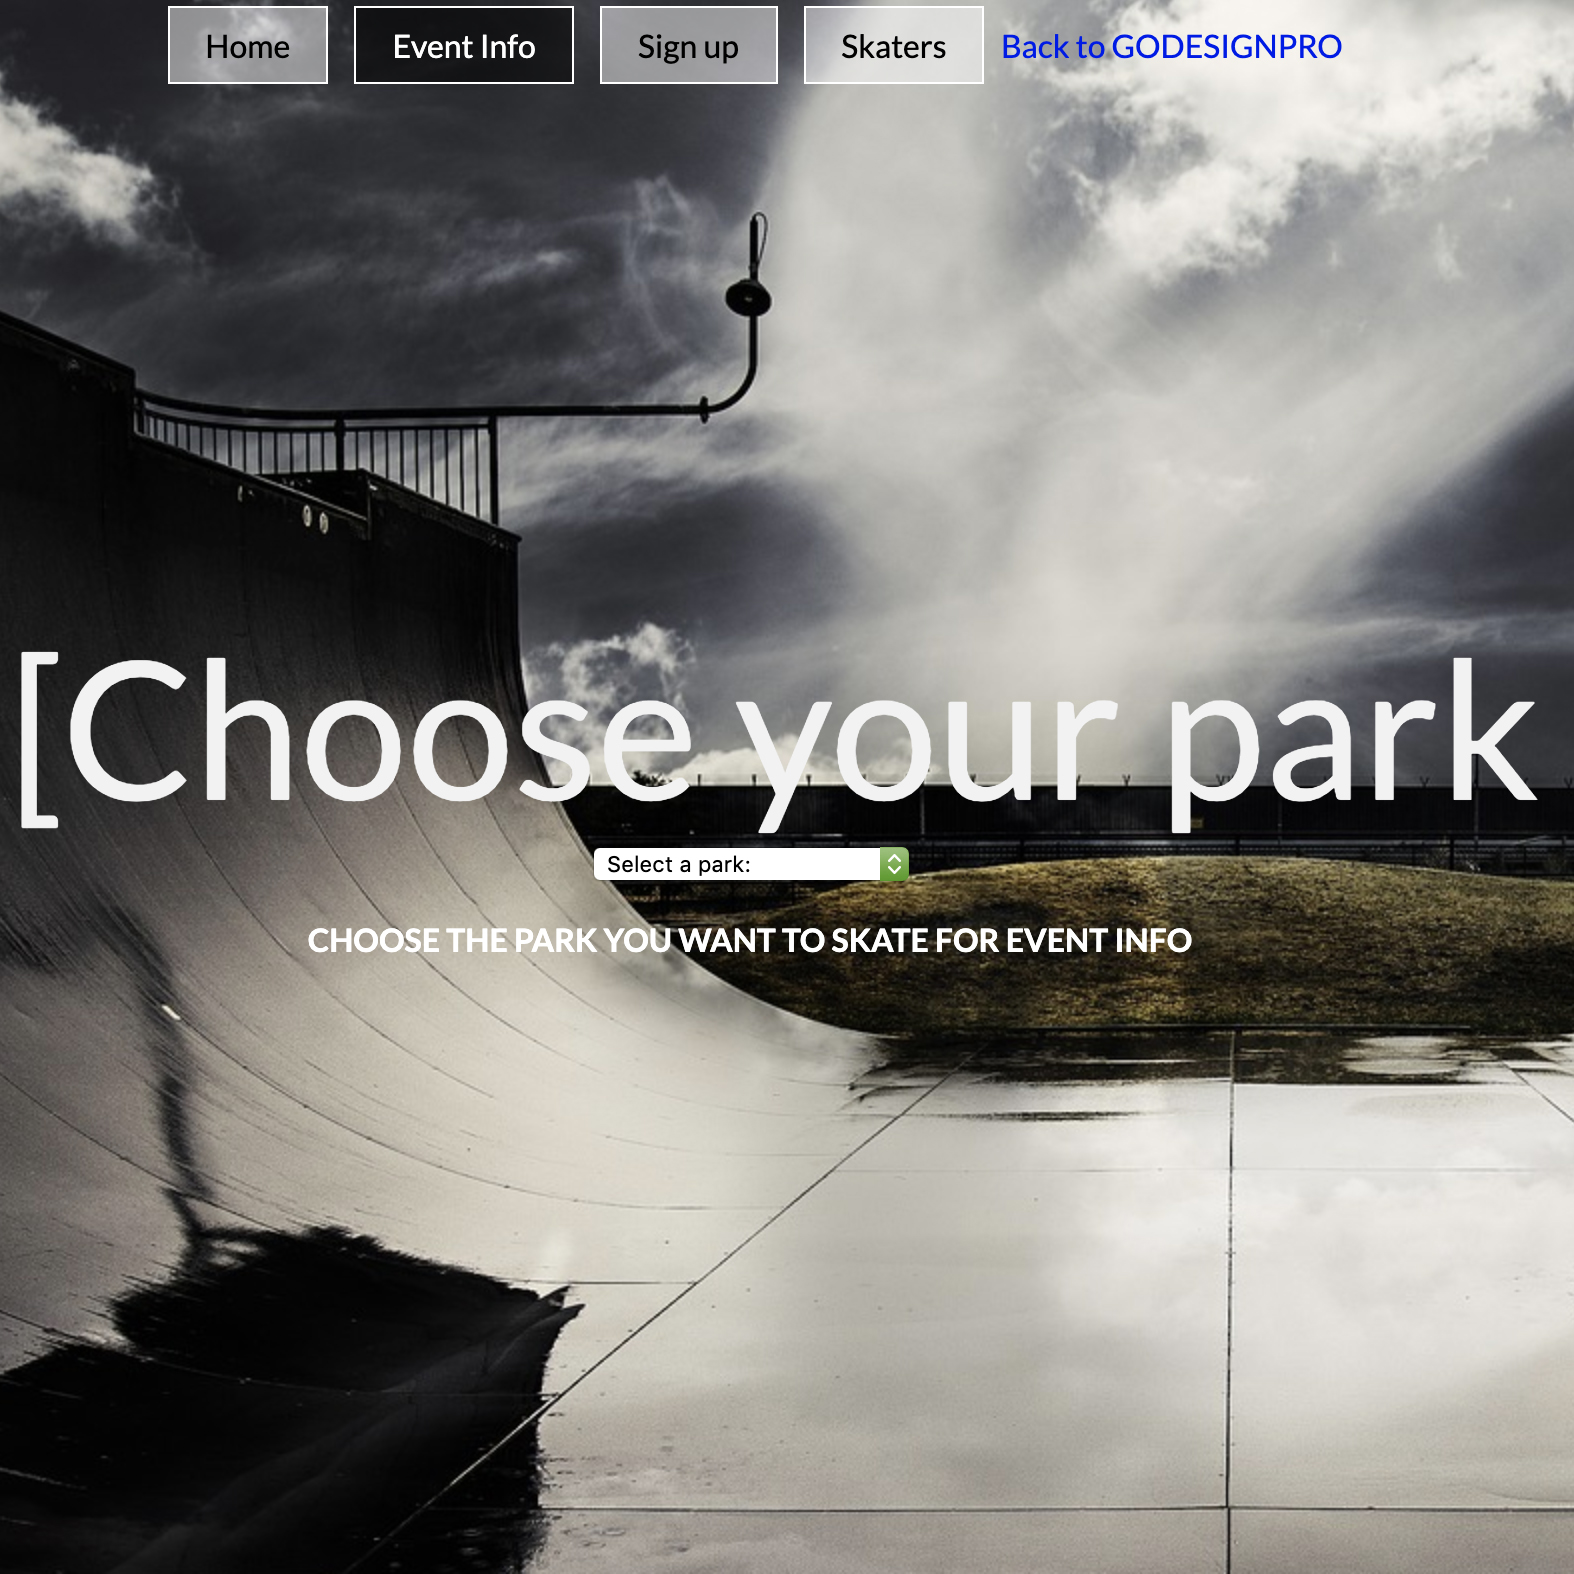 Home Event Info Sign up Skaters Back to GODESIGNPRO
[Choose your park
Select a park:
CHOOSE THE PARK YOU WANT TO SKATE FOR EVENT INFO